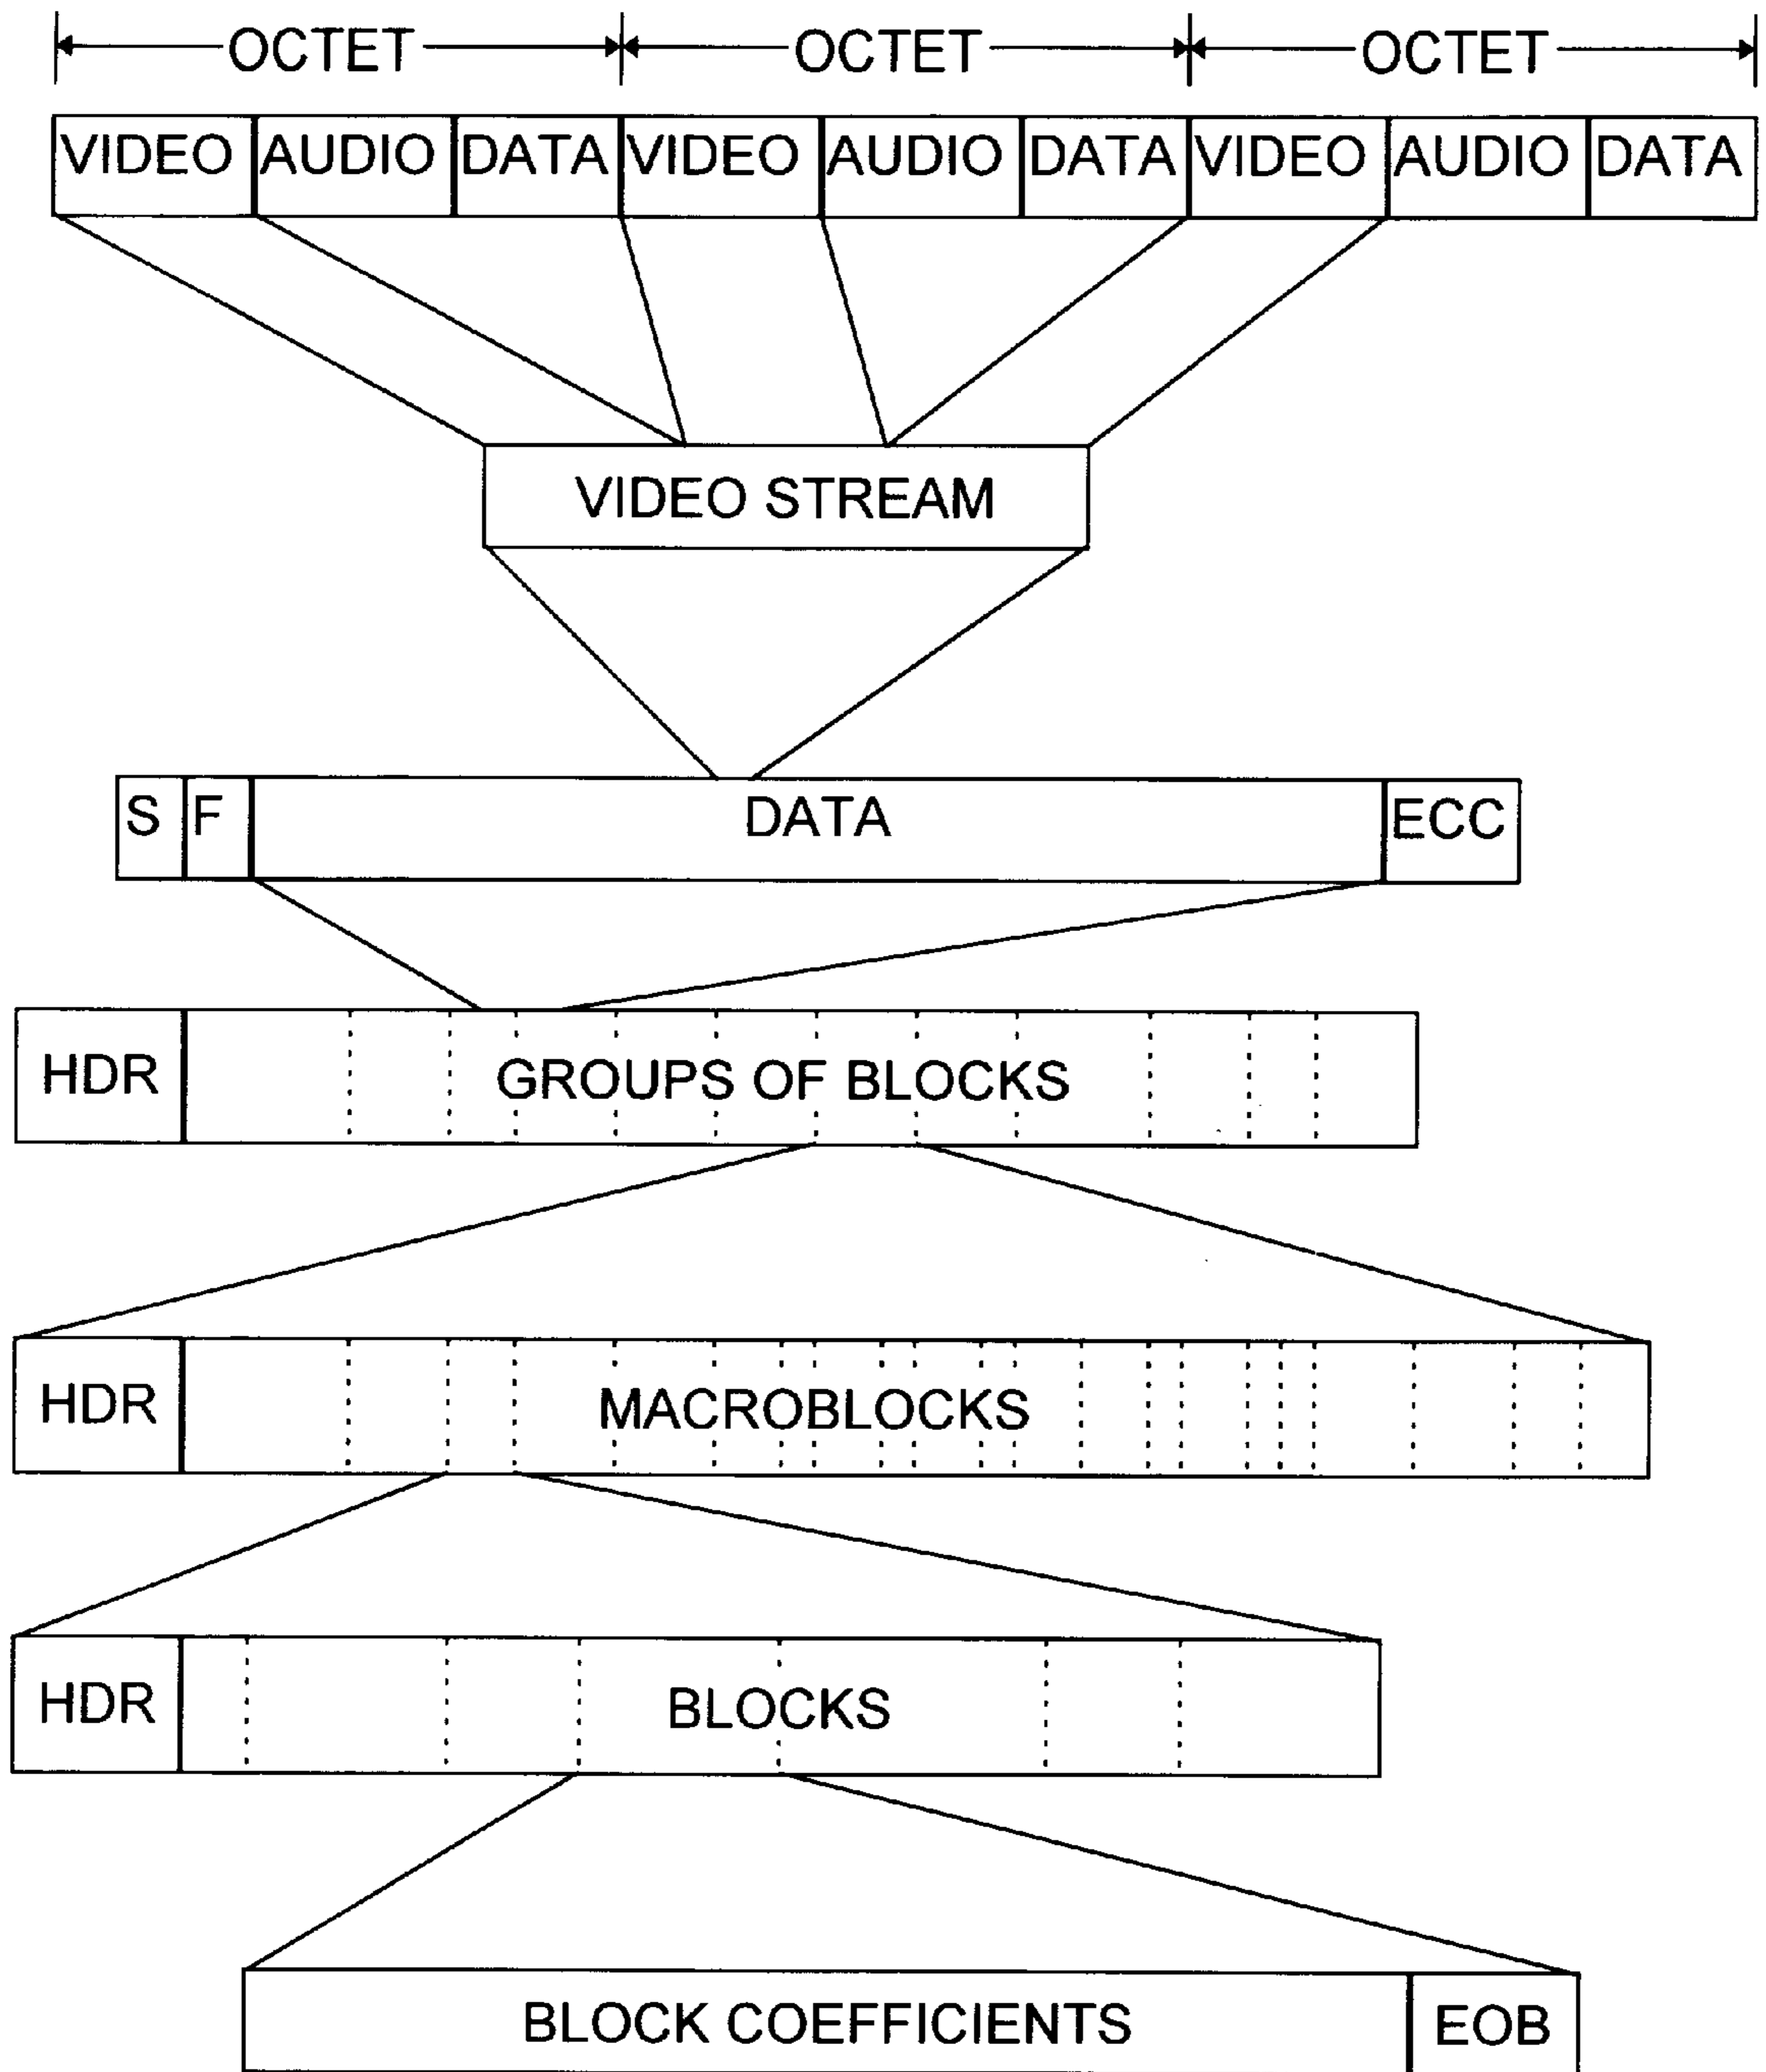 OCTET OCTET OCTET
VIDEO AUDIO DATA VIDEO AUDIO DATA VIDEO AUDIO DATA
VIDEO STREAM
S F DATA ECC
HDR GROUPS OF BLOCKS
HDR MACROBLOCKS
HDR BLOCKS
BLOCK COEFFICIENTS EOB